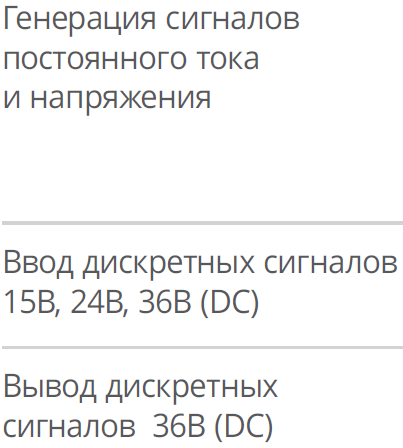 Генерация сигналов
постоянного тока
и напряжения
Ввод дискретных сигналов
15В, 24В, 36В (DC)
Вывод дискретных
сигналов  36В (DC)